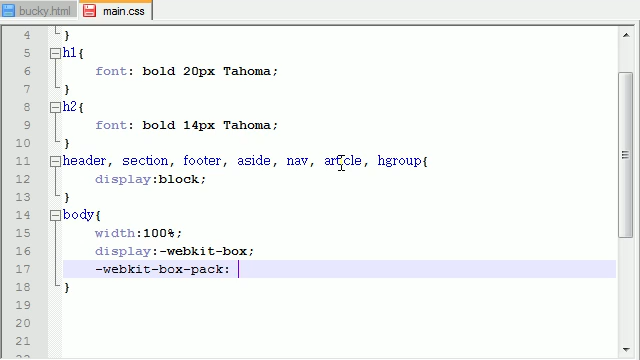 bucky.html main.css
4 }
5 h1{
6 font: bold 20px Tahoma;
7 }
8 h2{
9 font: bold 14px Tahoma;
10 }
11 header, section, footer, aside, nav, article, hgroup{
12 display:block;
13 }
14 body{
15 width:100%;
16 display:-webkit-box;
17 -webkit-box-pack:
18 }
19
20
21
22